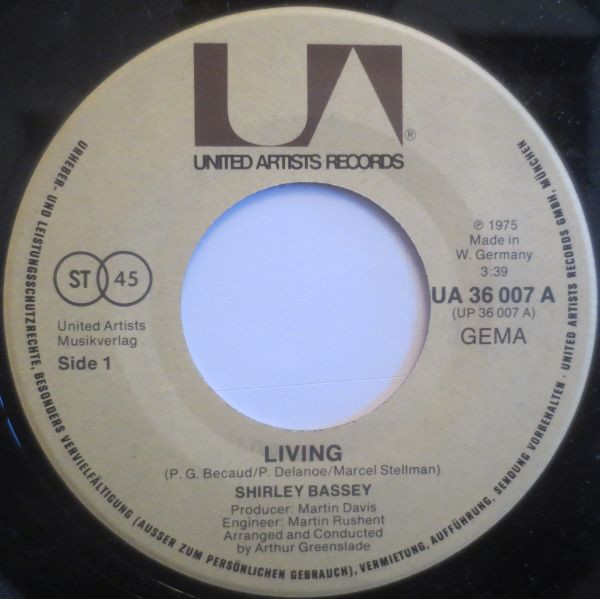 UA
®
UNITED ARTISTS RECORDS
℗ 1975
Made in
W. Germany
3:39
UA 36 007 A
(UP 36 007 A)
GEMA
ST 45
United Artists
Musikverlag
Side 1
LIVING
(P. G. Becaud/P. Delanoe/Marcel Stellman)
SHIRLEY BASSEY
Producer: Martin Davis
Engineer: Martin Rushent
Arranged and Conducted
by Arthur Greenslade
URHEBER- UND LEISTUNGSSCHUTZRECHTE, BESONDERS VERVIELFÄLTIGUNG (AUSSER ZUM PERSÖNLICHEN GEBRAUCH), VERMIETUNG, AUFFÜHRUNG, SENDUNG VORBEHALTEN · UNITED ARTISTS RECORDS GMBH, MÜNCHEN